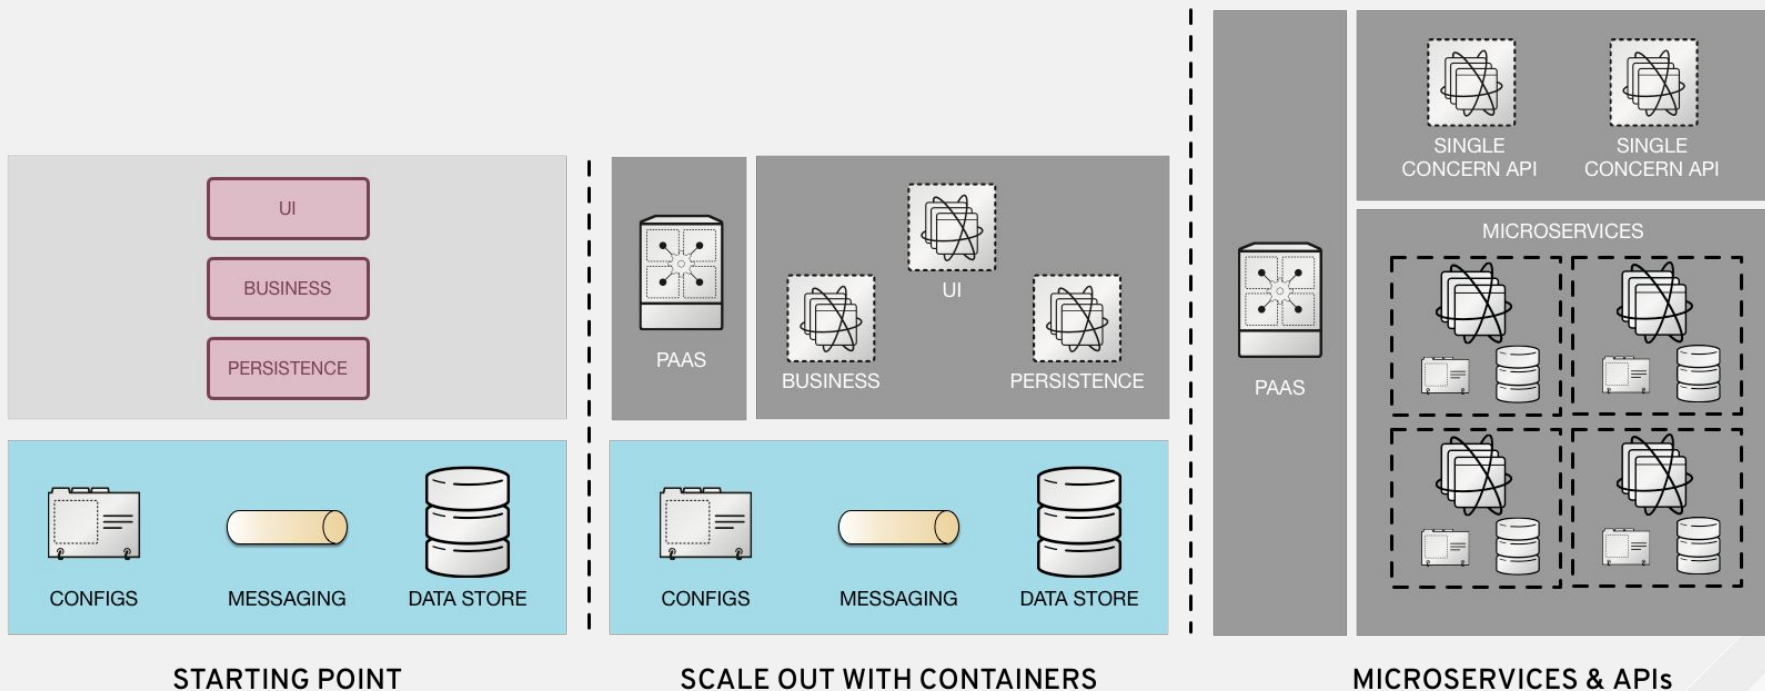 UI
BUSINESS
PERSISTENCE
CONFIGS
MESSAGING
DATA STORE
STARTING POINT
PAAS
UI
BUSINESS
PERSISTENCE
CONFIGS
MESSAGING
DATA STORE
SCALE OUT WITH CONTAINERS
PAAS
SINGLE
CONCERN API
SINGLE
CONCERN API
MICROSERVICES
MICROSERVICES & APIs